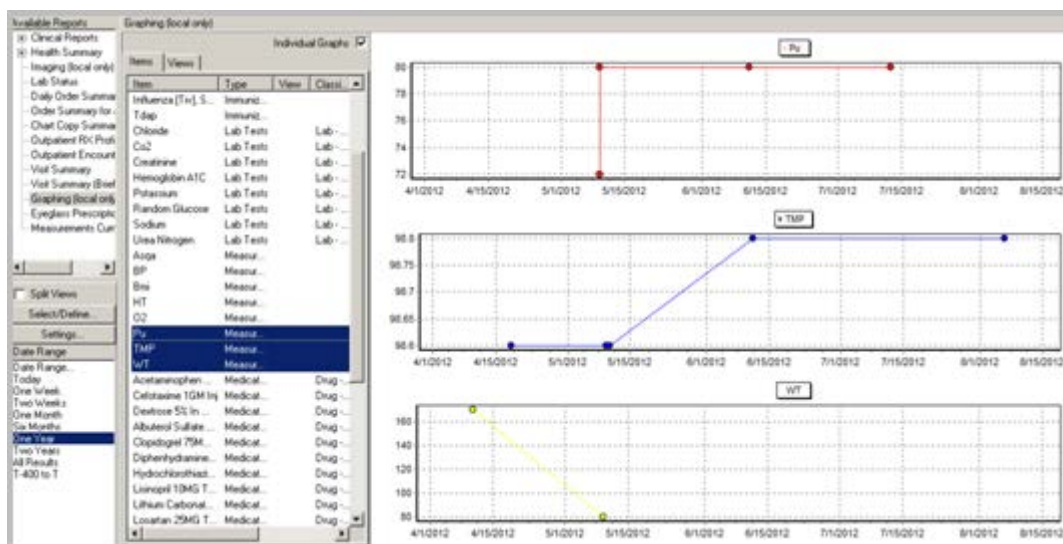 Available Reports
Clinical Reports
Health Summary
Imaging (local only)
Lab Status
Daily Order Summar
Order Summary for
Chart Copy Summar
Outpatient RX Profi
Outpatient Encount
Visit Summary
Visit Summary (Brief
Graphing (local only
Eyeglass Prescriptio
Measurements Cum
Split Views
Select/Define...
Settings...
Date Range
Date Range...
Today
One Week
Two Weeks
One Month
Six Months
One Year
Two Years
All Results
T-400 to T
Graphing (local only)
Individual Graphs
Items Views
Item Type View Classi...
Influenza [Tiv], S... Immuniz...
Tdap Immuniz...
Chloride Lab Tests Lab - ...
Co2 Lab Tests Lab - ...
Creatinine Lab Tests Lab - ...
Hemoglobin A1C Lab Tests Lab - ...
Potassium Lab Tests Lab - ...
Random Glucose Lab Tests Lab - ...
Sodium Lab Tests Lab - ...
Urea Nitrogen Lab Tests Lab - ...
Asqa Measur...
BP Measur...
Bmi Measur...
HT Measur...
O2 Measur...
Pu Measur...
TMP Measur...
WT Measur...
Acetaminophen ... Medicat... Drug -...
Cefotaxime 1GM Inj Medicat... Drug -...
Dextrose 5% In ... Medicat... Drug -...
Albuterol Sulfate ... Medicat... Drug -...
Clopidogrel 75M... Medicat... Drug -...
Diphenhydramine... Medicat... Drug -...
Hydrochlorothiazi... Medicat... Drug -...
Lisinopril 10MG T... Medicat... Drug -...
Lithium Carbonat... Medicat... Drug -...
Losartan 25MG T... Medicat... Drug -...
Pu
80
78
76
74
72
4/1/2012 4/15/2012 5/1/2012 5/15/2012 6/1/2012 6/15/2012 7/1/2012 7/15/2012 8/1/2012 8/15/2012
TMP
98.8
98.75
98.7
98.65
98.6
4/1/2012 4/15/2012 5/1/2012 5/15/2012 6/1/2012 6/15/2012 7/1/2012 7/15/2012 8/1/2012 8/15/2012
WT
160
140
120
100
80
4/1/2012 4/15/2012 5/1/2012 5/15/2012 6/1/2012 6/15/2012 7/1/2012 7/15/2012 8/1/2012 8/15/2012